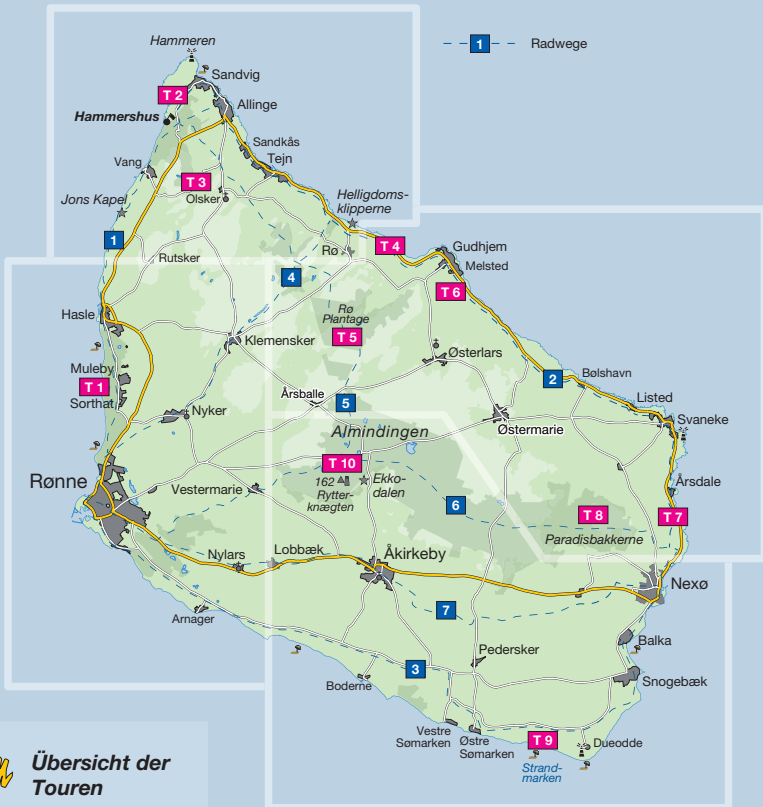 Hammeren
1
Radwege
Sandvig
T 2
Allinge
Hammershus
Sandkås
Tejn
Vang
T 3
Olsker
Jons Kapel
Helligdoms-
klipperne
1
T 4
Gudhjem
Rø
Melsted
Rutsker
4
T 6
Hasle
Rø
Plantage
T 5
Klemensker
Østerlars
Muleby
T 1
Sorthat
2
Bølshavn
Årsballe
5
Listed
Nyker
Svaneke
Østermarie
Almindingen
T 10
Rønne
162
Ekko-
dalen
Rytter-
knægten
Vestermarie
Årsdale
6
T 8
T 7
Paradisbakkerne
Nylars
Lobbæk
Åkirkeby
Nexø
7
Arnager
Balka
Pedersker
3
Snogebæk
Boderne
Vestre
Sømarken
Østre
Sømarken
T 9
Dueodde
Strand-
marken
Übersicht der
Touren